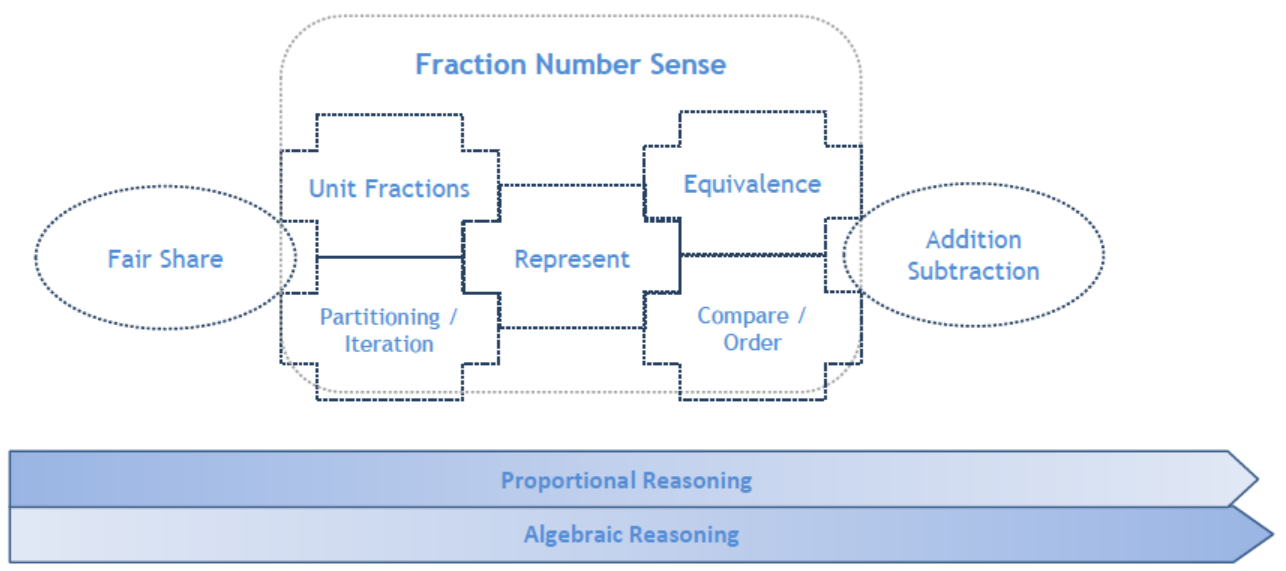 Fraction Number Sense
Unit Fractions
Equivalence
Fair Share
Represent
Addition
Subtraction
Partitioning /
Iteration
Compare /
Order
Proportional Reasoning
Algebraic Reasoning